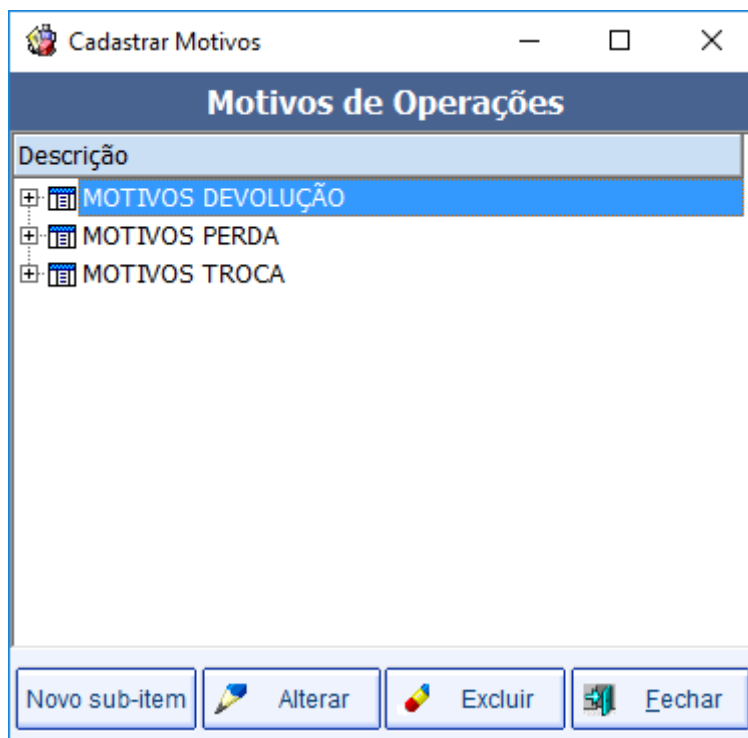 Cadastrar Motivos
Motivos de Operações
Descrição
MOTIVOS DEVOLUÇÃO
MOTIVOS PERDA
MOTIVOS TROCA
Novo sub-item Alterar Excluir Fechar